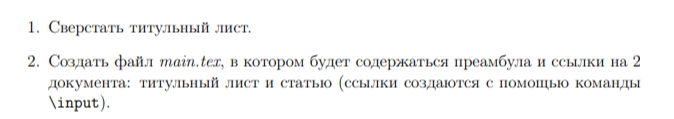 1. Сверстать титульный лист.
2. Создать файл main.tex, в котором будет содержаться преамбула и ссылки на 2
документа: титульный лист и статью (ссылки создаются с помощью команды
\input).